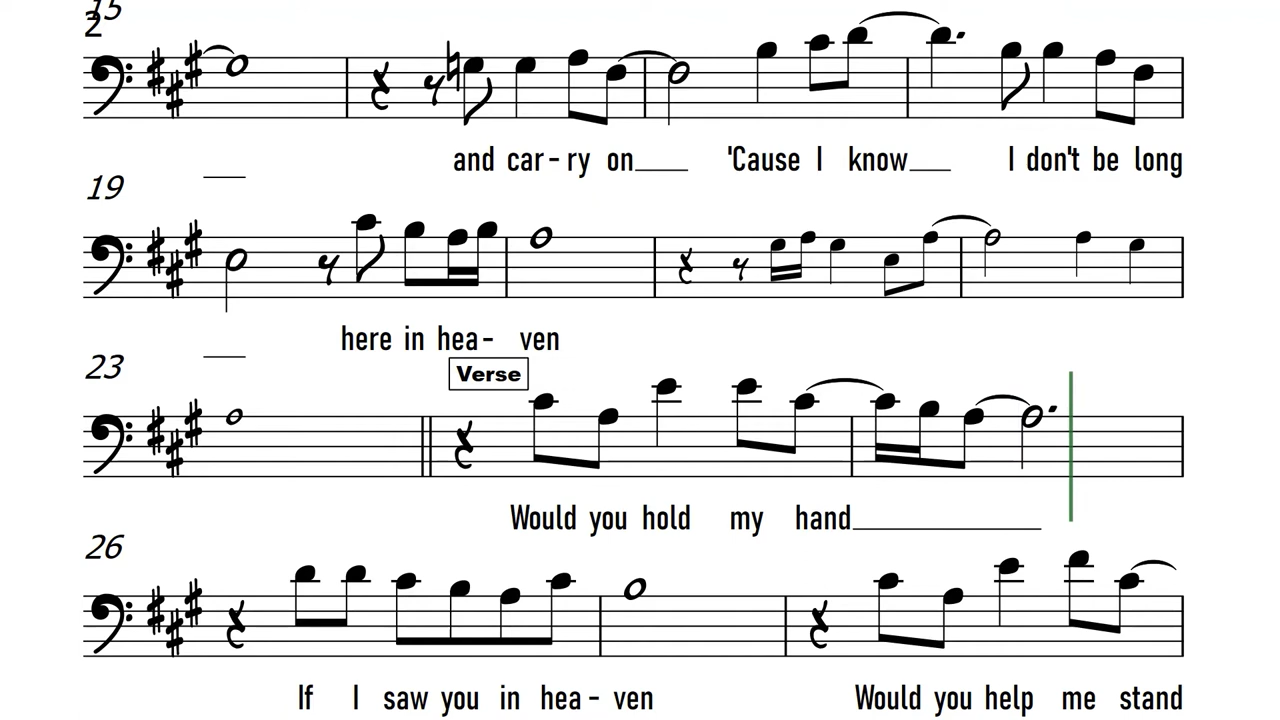 15
2
and car - ry on 'Cause I know I don't be long
19
here in hea - ven
23
Verse
Would you hold my hand
26
If I saw you in hea - ven Would you help me stand